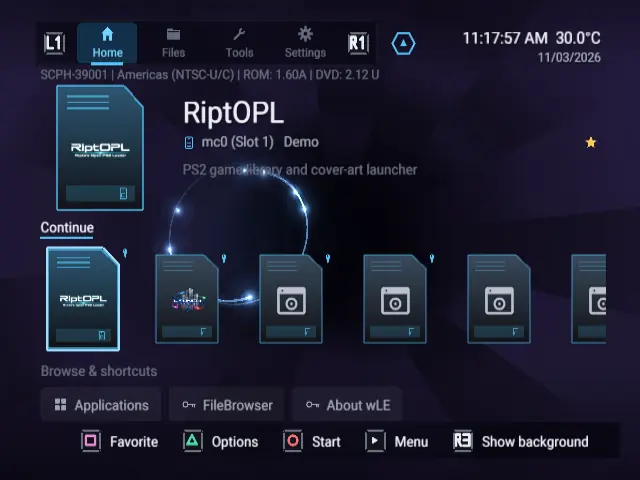 L1 Home Files Tools Settings R1 11:17:57 AM 30.0°C
11/03/2026
SCPH-39001 | Americas (NTSC-U/C) | ROM: 1.60A | DVD: 2.12 U
RiptOPL
mc0 (Slot 1) Demo
RiptOPL
PS2 game library and cover-art launcher
Continue
RiptOPL
Browse & shortcuts
Applications FileBrowser About wLE
Favorite Options Start Menu R3 Show background